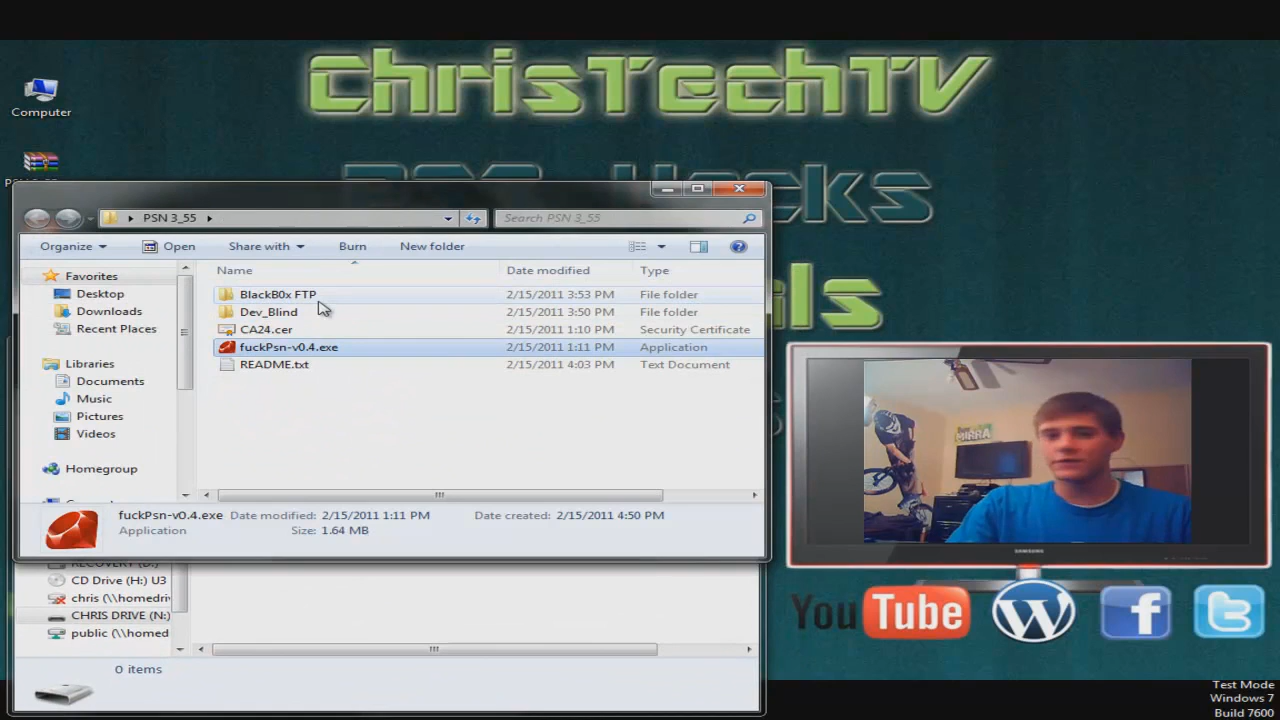 ChrisTechTV
Hacks
Computer
PSN 3_55
Search PSN 3_55
Organize
Open
Share with
Burn
New folder
Name
Date modified
Type
Favorites
Desktop
Downloads
Recent Places
Libraries
Documents
Music
Pictures
Videos
Homegroup
BlackB0x FTP 2/15/2011 3:53 PM File folder
Dev_Blind 2/15/2011 3:50 PM File folder
CA24.cer 2/15/2011 1:10 PM Security Certificate
fuckPsn-v0.4.exe 2/15/2011 1:11 PM Application
README.txt 2/15/2011 4:03 PM Text Document
ils
MIRRA
fuckPsn-v0.4.exe Date modified: 2/15/2011 1:11 PM Date created: 2/15/2011 4:50 PM
Application Size: 1.64 MB
SAMSUNG
RECOVERY (D:)
CD Drive (H:) U3
chris (\\homedri
CHRIS DRIVE (N:)
public (\\homed
0 items
YouTube
W
f
t
Test Mode
Windows 7
Build 7600